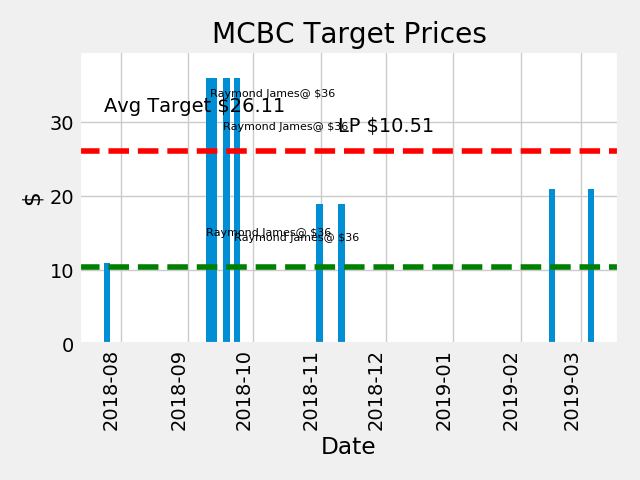 MCBC Target Prices
Raymond James@ $36
Avg Target $26.11
Raymond James@ $36
LP $10.51
Raymond James@ $36
Raymond James@ $36
$
30
20
10
0
2018-08
2018-09
2018-10
2018-11
2018-12
2019-01
2019-02
2019-03
Date